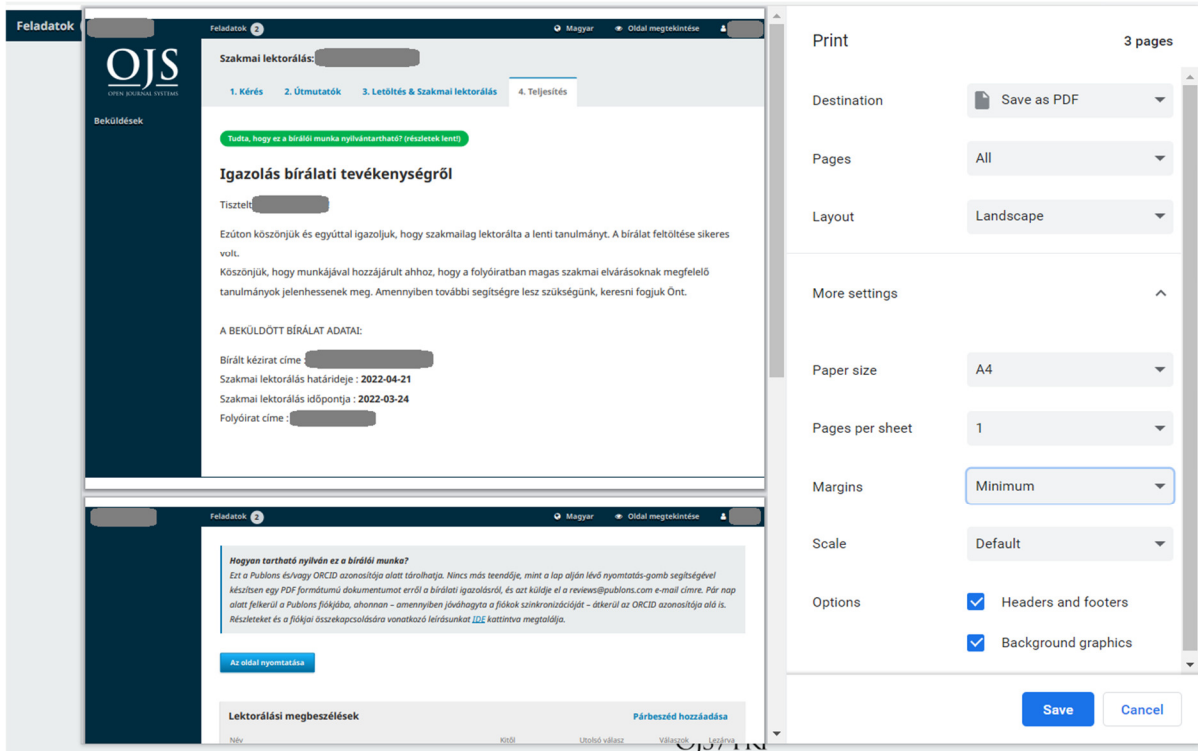 Feladatok
Feladatok 2
Magyar
Oldal megtekintése
OJS
OPEN JOURNAL SYSTEMS
Beküldések
Szakmai lektorálás:
1. Kérés
2. Útmutatók
3. Letöltés & Szakmai lektorálás
4. Teljesítés
Tudta, hogy ez a bírálói munka nyilvántartható? (részletek lent!)
Igazolás bírálati tevékenységről
Tisztelt
Ezúton köszönjük és egyúttal igazoljuk, hogy szakmailag lektorálta a lenti tanulmányt. A bírálat feltöltése sikeres
volt.
Köszönjük, hogy munkájával hozzájárult ahhoz, hogy a folyóiratban magas szakmai elvárásoknak megfelelő
tanulmányok jelenhessenek meg. Amennyiben további segítségre lesz szükségünk, keresni fogjuk Önt.
A BEKÜLDÖTT BÍRÁLAT ADATAI:
Bírált kézirat címe :
Szakmai lektorálás határideje : 2022-04-21
Szakmai lektorálás időpontja : 2022-03-24
Folyóirat címe :
Feladatok 2
Magyar
Oldal megtekintése
Hogyan tartható nyilván ez a bírálói munka?
Ezt a Publons és/vagy ORCID azonosítója alatt tárolhatja. Nincs más teendője, mint a lap alján lévő nyomtatás-gomb segítségével
készítsen egy PDF formátumú dokumentumot erről a bírálati igazolásról, és azt küldje el a reviews@publons.com e-mail címre. Pár nap
alatt felkerül a Publons fiókjába, ahonnan – amennyiben jóváhagyta a fiókok szinkronizációját – átkerül az ORCID azonosítója alá is.
Részleteket és a fiókjai összekapcsolására vonatkozó leírásunkat IDE kattintva megtalálja.
Az oldal nyomtatása
Lektorálási megbeszélések
Párbeszéd hozzáadása
Név
Kitől
Utolsó válasz
Válaszok
Lezárva
Print
3 pages
Destination
Save as PDF
Pages
All
Layout
Landscape
More settings
Paper size
A4
Pages per sheet
1
Margins
Minimum
Scale
Default
Options
Headers and footers
Background graphics
Save
Cancel